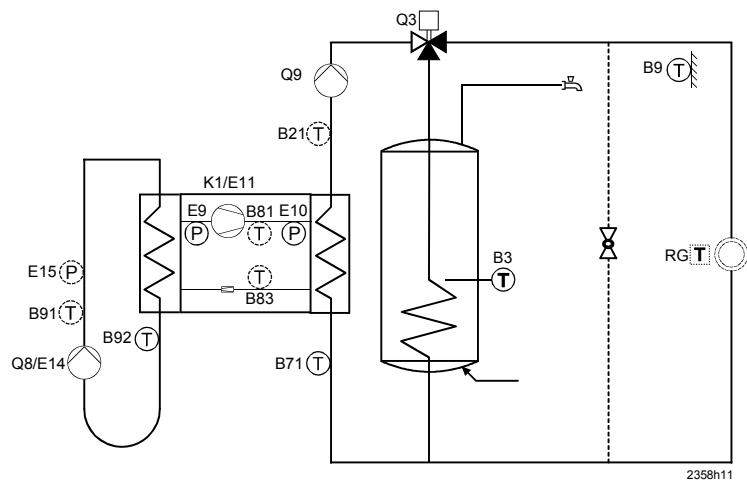 Q3
Q9
B9 T
B21 T
K1/E11
E9 B81 E10
P T P
T
B83
E15 P
B91 T
B92 T
Q8/E14
B71 T
B3
T
RG T
2358h11